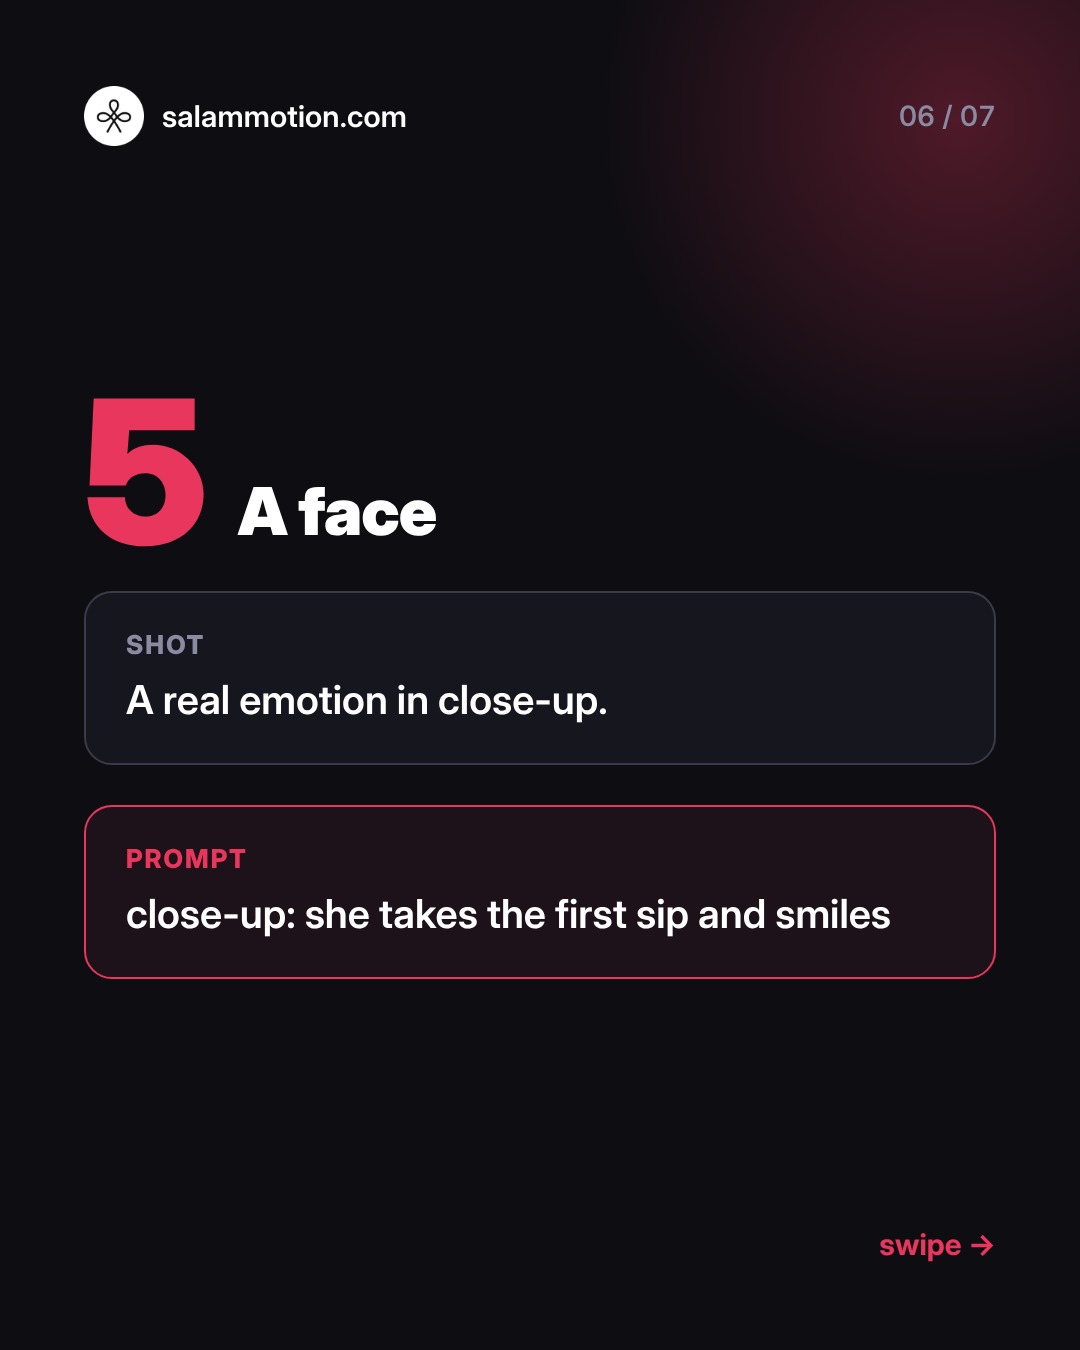 salammotion.com
06 / 07
5 A face
SHOT
A real emotion in close-up.
PROMPT
close-up: she takes the first sip and smiles
swipe →